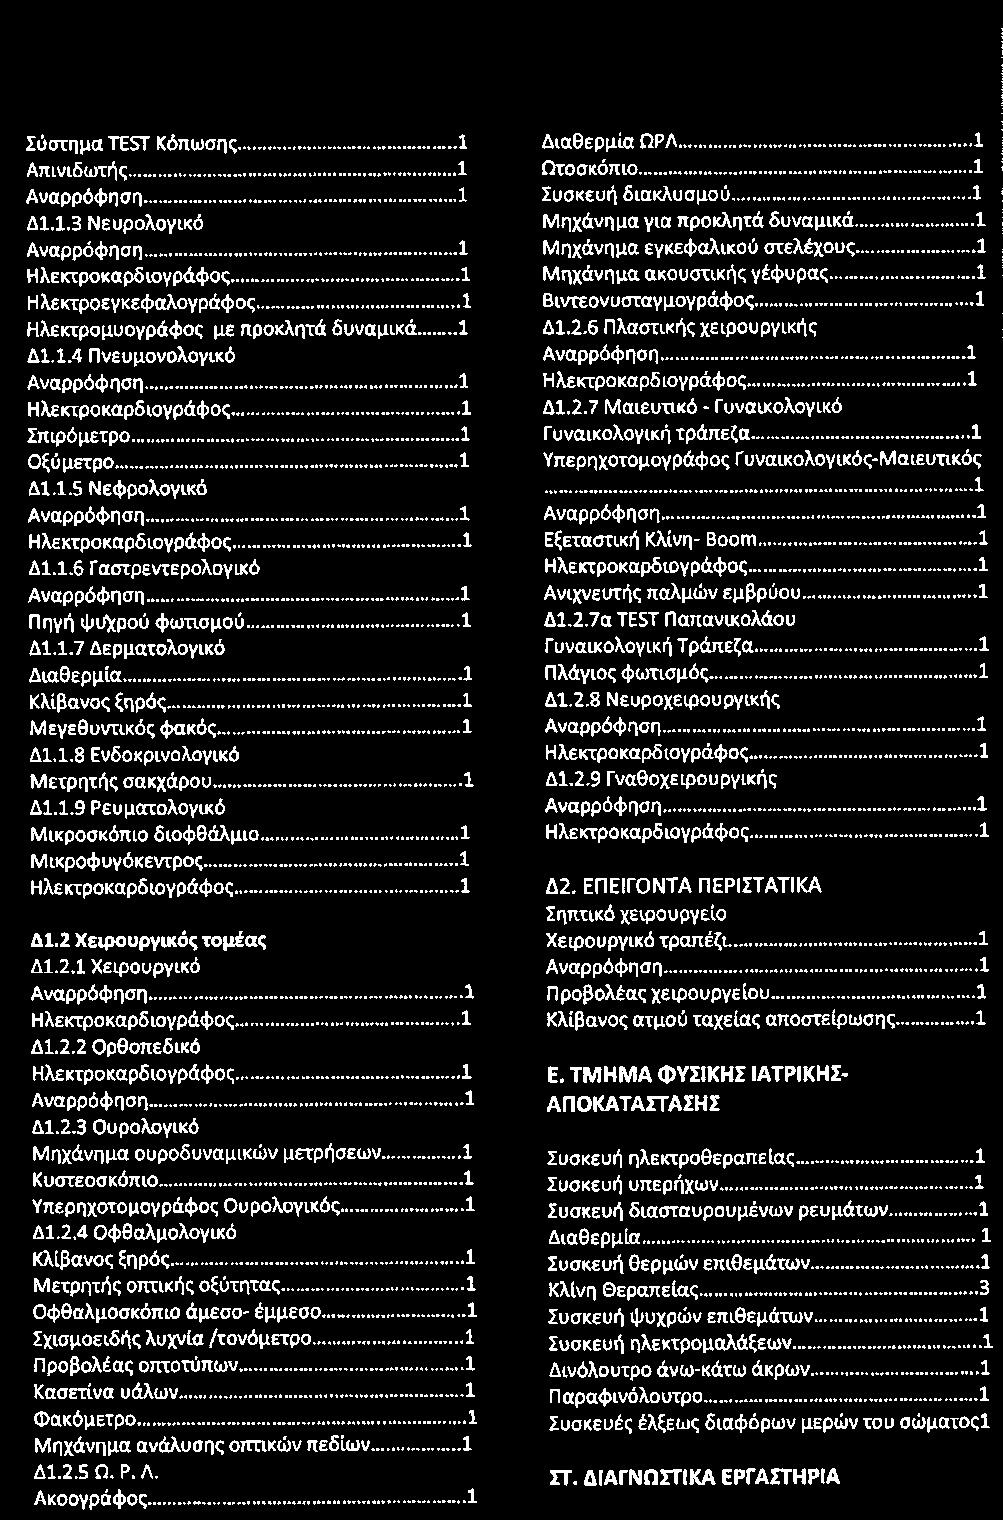 Σύστημα TEST Κόπωσης......1
Απινιδωτής......1
Αναρρόφηση......1
Δ1.1.3 Νευρολογικό
Αναρρόφηση......1
Ηλεκτροκαρδιογράφος......1
Ηλεκτροεγκεφαλογράφος......1
Ηλεκτρομυογράφος με προκλητά δυναμικά......1
Δ1.1.4 Πνευμονολογικό
Αναρρόφηση......1
Ηλεκτροκαρδιογράφος......1
Σπιρόμετρο......1
Οξύμετρο......1
Δ1.1.5 Νεφρολογικό
Αναρρόφηση......1
Ηλεκτροκαρδιογράφος......1
Δ1.1.6 Γαστρεντερολογικό
Αναρρόφηση......1
Πηγή ψυχρού φωτισμού......1
Δ1.1.7 Δερματολογικό
Διαθερμία......1
Κλίβανος ξηρός......1
Μεγεθυντικός φακός......1
Δ1.1.8 Ενδοκρινολογικό
Μετρητής σακχάρου......1
Δ1.1.9 Ρευματολογικό
Μικροσκόπιο διοφθάλμιο......1
Μικροφυγόκεντρος......1
Ηλεκτροκαρδιογράφος......1
Δ1.2 Χειρουργικός τομέας
Δ1.2.1 Χειρουργικό
Αναρρόφηση......1
Ηλεκτροκαρδιογράφος......1
Δ1.2.2 Ορθοπεδικό
Ηλεκτροκαρδιογράφος......1
Αναρρόφηση......1
Δ1.2.3 Ουρολογικό
Μηχάνημα ουροδυναμικών μετρήσεων......1
Κυστεοσκόπιο......1
Υπερηχοτομογράφος Ουρολογικός......1
Δ1.2.4 Οφθαλμολογικό
Κλίβανος ξηρός......1
Μετρητής οπτικής οξύτητας......1
Οφθαλμοσκόπιο άμεσο- έμμεσο......1
Σχισμοειδής λυχνία /τονόμετρο......1
Προβολέας οπτοτύπων......1
Κασετίνα υάλων......1
Φακόμετρο......1
Μηχάνημα ανάλυσης οπτικών πεδίων......1
Δ1.2.5 Ω. Ρ. Λ.
Ακοογράφος......1
Διαθερμία ΩΡΛ......1
Ωτοσκόπιο......1
Συσκευή διακλυσμού......1
Μηχάνημα για προκλητά δυναμικά......1
Μηχάνημα εγκεφαλικού στελέχους......1
Μηχάνημα ακουστικής γέφυρας......1
Βιντεονυσταγμογράφος......1
Δ1.2.6 Πλαστικής χειρουργικής
Αναρρόφηση......1
Ηλεκτροκαρδιογράφος......1
Δ1.2.7 Μαιευτικό - Γυναικολογικό
Γυναικολογική τράπεζα......1
Υπερηχοτομογράφος Γυναικολογικός-Μαιευτικός
......1
Αναρρόφηση......1
Εξεταστική Κλίνη- Boom......1
Ηλεκτροκαρδιογράφος......1
Ανιχνευτής παλμών εμβρύου......1
Δ1.2.7α TEST Παπανικολάου
Γυναικολογική Τράπεζα......1
Πλάγιος φωτισμός......1
Δ1.2.8 Νευροχειρουργικής
Αναρρόφηση......1
Ηλεκτροκαρδιογράφος......1
Δ1.2.9 Γναθοχειρουργικής
Αναρρόφηση......1
Ηλεκτροκαρδιογράφος......1
Δ2. ΕΠΕΙΓΟΝΤΑ ΠΕΡΙΣΤΑΤΙΚΑ
Σηπτικό χειρουργείο
Χειρουργικό τραπέζι......1
Αναρρόφηση......1
Προβολέας χειρουργείου......1
Κλίβανος ατμού ταχείας αποστείρωσης......1
Ε. ΤΜΗΜΑ ΦΥΣΙΚΗΣ ΙΑΤΡΙΚΗΣ-
ΑΠΟΚΑΤΑΣΤΑΣΗΣ
Συσκευή ηλεκτροθεραπείας......1
Συσκευή υπερήχων......1
Συσκευή διασταυρουμένων ρευμάτων......1
Διαθερμία......1
Συσκευή θερμών επιθεμάτων......1
Κλίνη Θεραπείας......3
Συσκευή ψυχρών επιθεμάτων......1
Συσκευή ηλεκτρομαλάξεων......1
Δινόλουτρο άνω-κάτω άκρων......1
Παραφινόλουτρο......1
Συσκευές έλξεως διαφόρων μερών του σώματος1
ΣΤ. ΔΙΑΓΝΩΣΤΙΚΑ ΕΡΓΑΣΤΗΡΙΑ